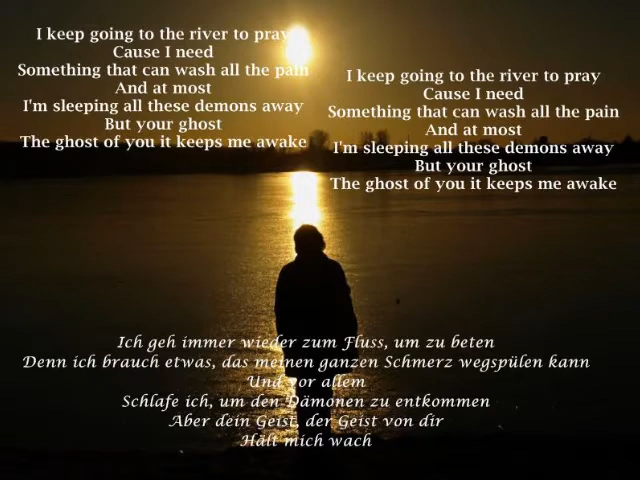 I keep going to the river to pray
Cause I need
Something that can wash all the pain
And at most
I'm sleeping all these demons away
But your ghost
The ghost of you it keeps me awake
I keep going to the river to pray
Cause I need
Something that can wash all the pain
And at most
I'm sleeping all these demons away
But your ghost
The ghost of you it keeps me awake
Ich geh immer wieder zum Fluss, um zu beten
Denn ich brauch etwas, das meinen ganzen Schmerz wegspülen kann
Und vor allem
Schlafe ich, um den Dämonen zu entkommen
Aber dein Geist, der Geist von dir
Hält mich wach